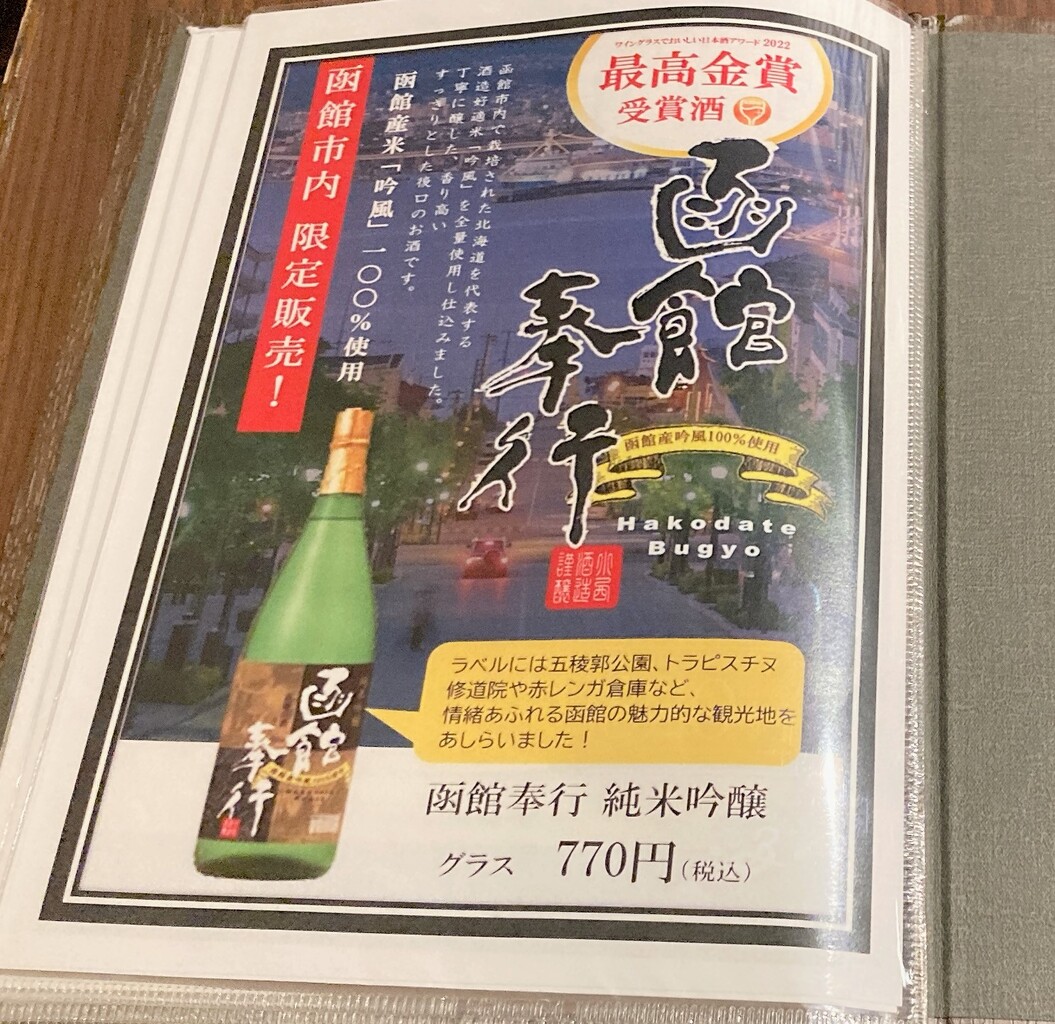 ワイングラスでおいしい日本酒アワード 2022
最高金賞
受賞酒
函館
奉行
函館産吟風100%使用
Hakodate
Bugyo
小西
酒造
謹醸
函館市内で栽培された北海道を代表する
酒造好適米「吟風」を全量使用し仕込みました。
丁寧に醸した、香り高い
すっきりとした後口のお酒です。
函館産米「吟風」一〇〇%使用
函館市内 限定販売!
函館
奉行
ラベルには五稜郭公園、トラピスチヌ
修道院や赤レンガ倉庫など、
情緒あふれる函館の魅力的な観光地を
あしらいました!
函館奉行 純米吟醸
グラス 770円(税込)